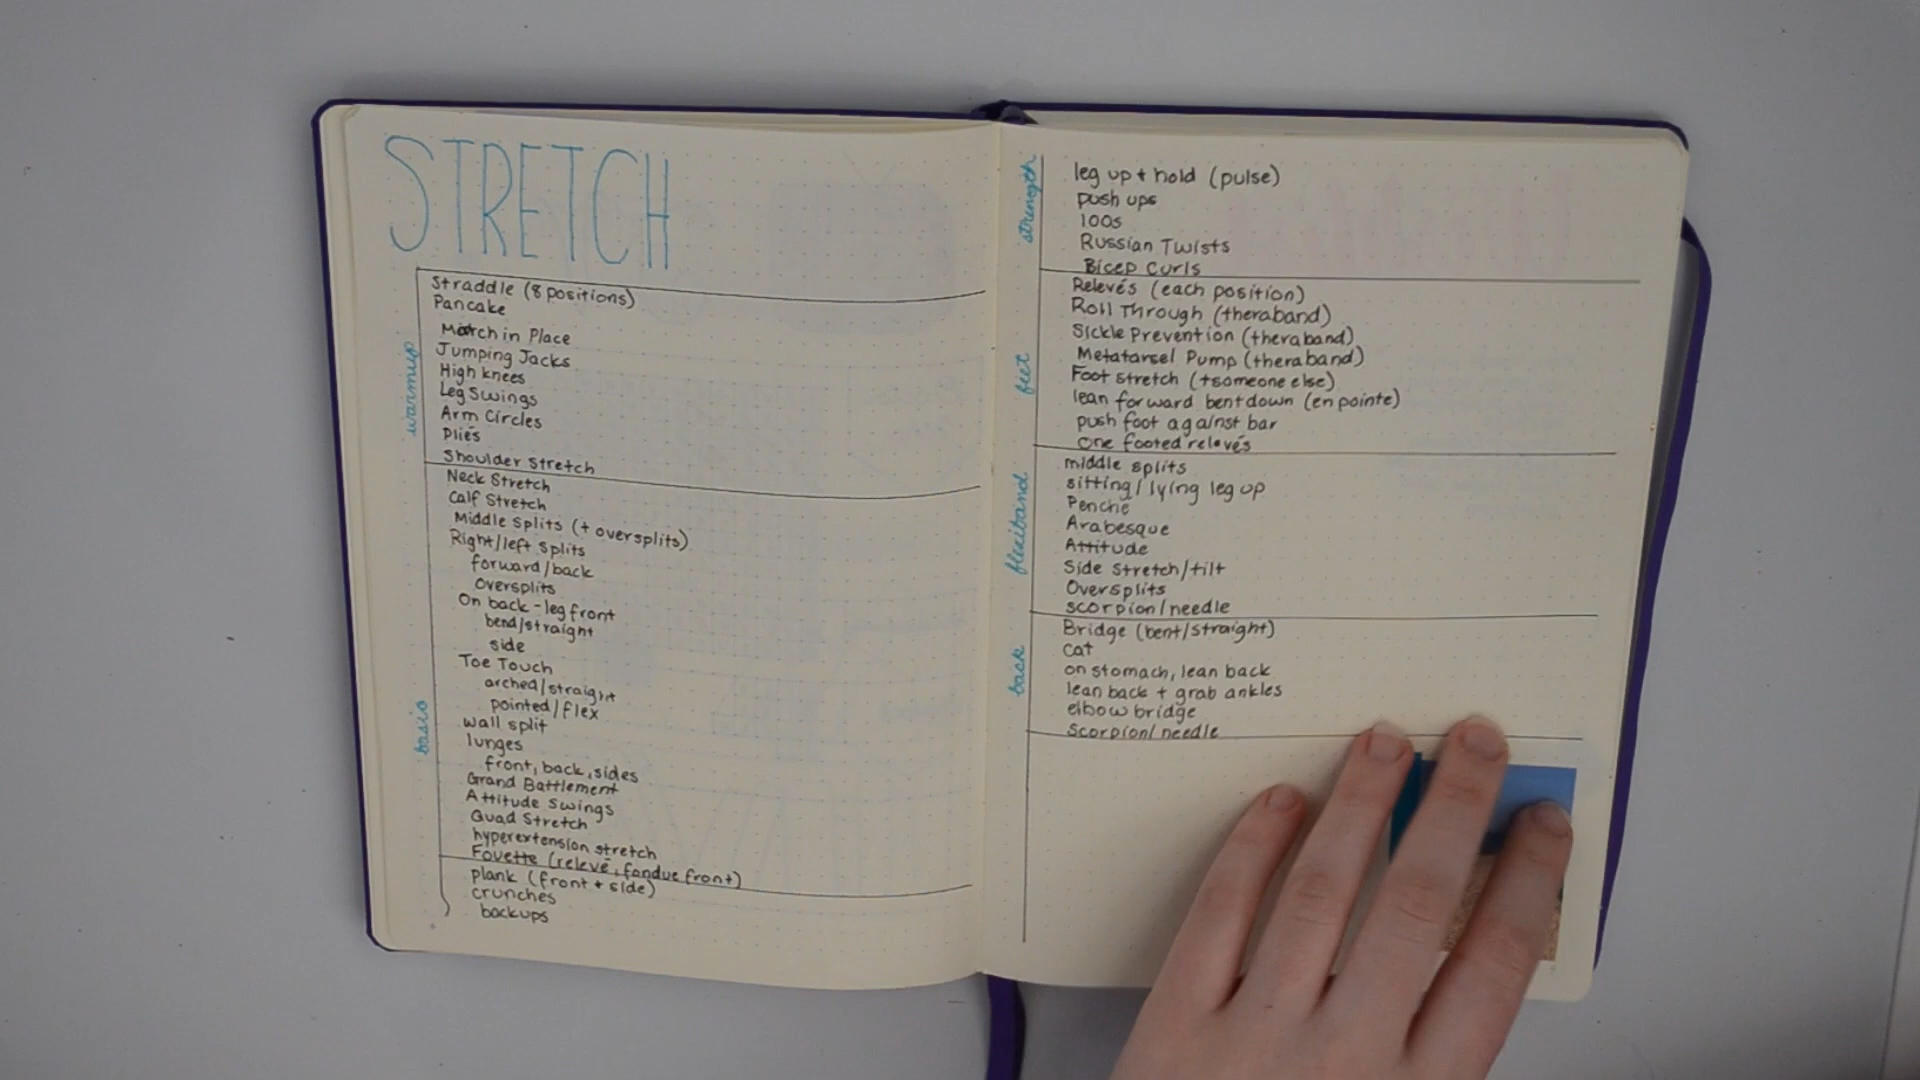 STRETCH
warmup
Straddle (8 positions)
Pancake
March in Place
Jumping Jacks
High knees
Leg Swings
Arm Circles
Pliés
Shoulder Stretch
basic
Neck Stretch
Calf Stretch
Middle Splits (+ oversplits)
Right/left Splits
forward/back
Oversplits
On back - leg front
bend/straight
side
Toe Touch
arched/straight
pointed/flex
wall split
lunges
front, back, sides
Grand Battlement
Attitude Swings
Quad Stretch
hyperextension stretch
Fouette (relevé, fondue front)
plank (front + side)
crunches
backups
strength
leg up + hold (pulse)
push ups
100s
Russian Twists
Bicep Curls
feet
Relevés (each position)
Roll Through (theraband)
Sickle Prevention (theraband)
Metatarsel Pump (theraband)
Foot Stretch (+ someone else)
lean forward bent down (en pointe)
push foot against bar
One footed relevés
flexiband
middle splits
sitting/lying leg up
Penché
Arabesque
Attitude
Side Stretch/tilt
Oversplits
scorpion/needle
back
Bridge (bent/straight)
cat
on stomach, lean back
lean back + grab ankles
elbow bridge
Scorpion/needle